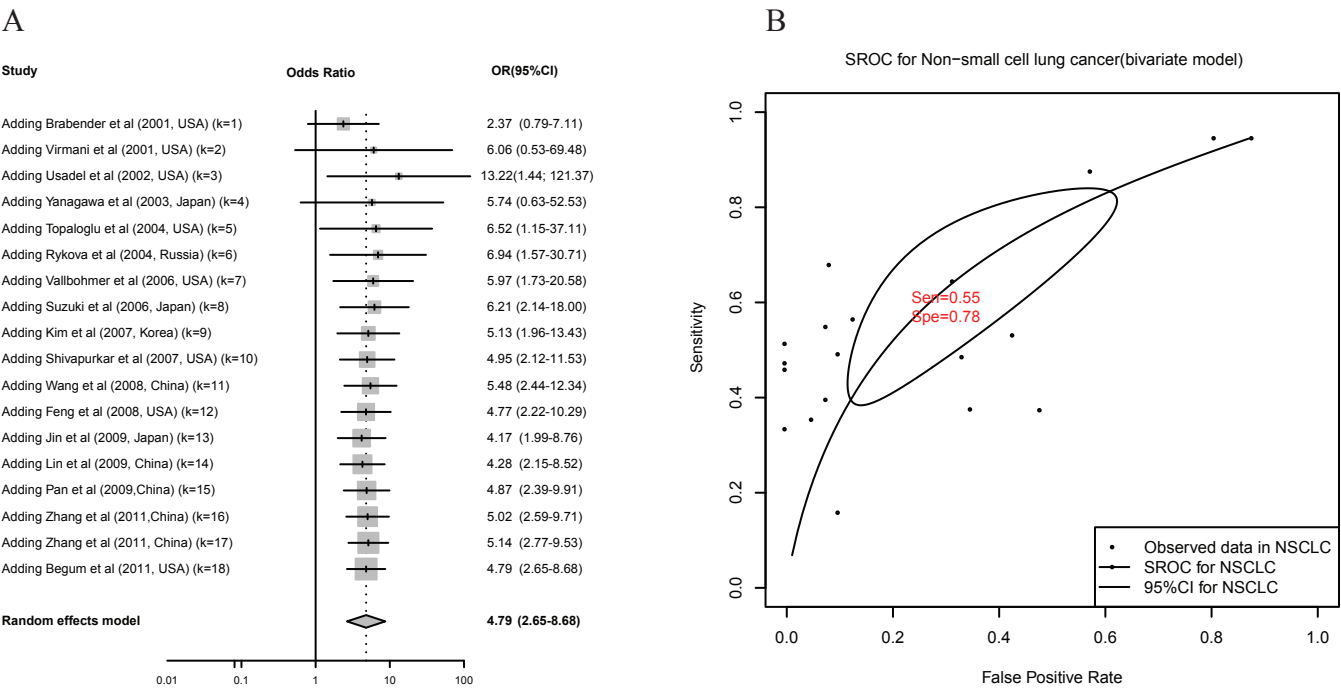 A
Study Odds Ratio OR(95%CI)
Adding Brabender et al (2001, USA) (k=1) 2.37 (0.79-7.11)
Adding Virmani et al (2001, USA) (k=2) 6.06 (0.53-69.48)
Adding Usadel et al (2002, USA) (k=3) 13.22(1.44; 121.37)
Adding Yanagawa et al (2003, Japan) (k=4) 5.74 (0.63-52.53)
Adding Topaloglu et al (2004, USA) (k=5) 6.52 (1.15-37.11)
Adding Rykova et al (2004, Russia) (k=6) 6.94 (1.57-30.71)
Adding Vallbohmer et al (2006, USA) (k=7) 5.97 (1.73-20.58)
Adding Suzuki et al (2006, Japan) (k=8) 6.21 (2.14-18.00)
Adding Kim et al (2007, Korea) (k=9) 5.13 (1.96-13.43)
Adding Shivapurkar et al (2007, USA) (k=10) 4.95 (2.12-11.53)
Adding Wang et al (2008, China) (k=11) 5.48 (2.44-12.34)
Adding Feng et al (2008, USA) (k=12) 4.77 (2.22-10.29)
Adding Jin et al (2009, Japan) (k=13) 4.17 (1.99-8.76)
Adding Lin et al (2009, China) (k=14) 4.28 (2.15-8.52)
Adding Pan et al (2009,China) (k=15) 4.87 (2.39-9.91)
Adding Zhang et al (2011,China) (k=16) 5.02 (2.59-9.71)
Adding Zhang et al (2011, China) (k=17) 5.14 (2.77-9.53)
Adding Begum et al (2011, USA) (k=18) 4.79 (2.65-8.68)
Random effects model 4.79 (2.65-8.68)
0.01 0.1 1 10 100
B
SROC for Non−small cell lung cancer(bivariate model)
Sensitivity
1.0
0.8
0.6
0.4
0.2
0.0
Sen=0.55
Spe=0.78
Observed data in NSCLC
SROC for NSCLC
95%CI for NSCLC
0.0 0.2 0.4 0.6 0.8 1.0
False Positive Rate